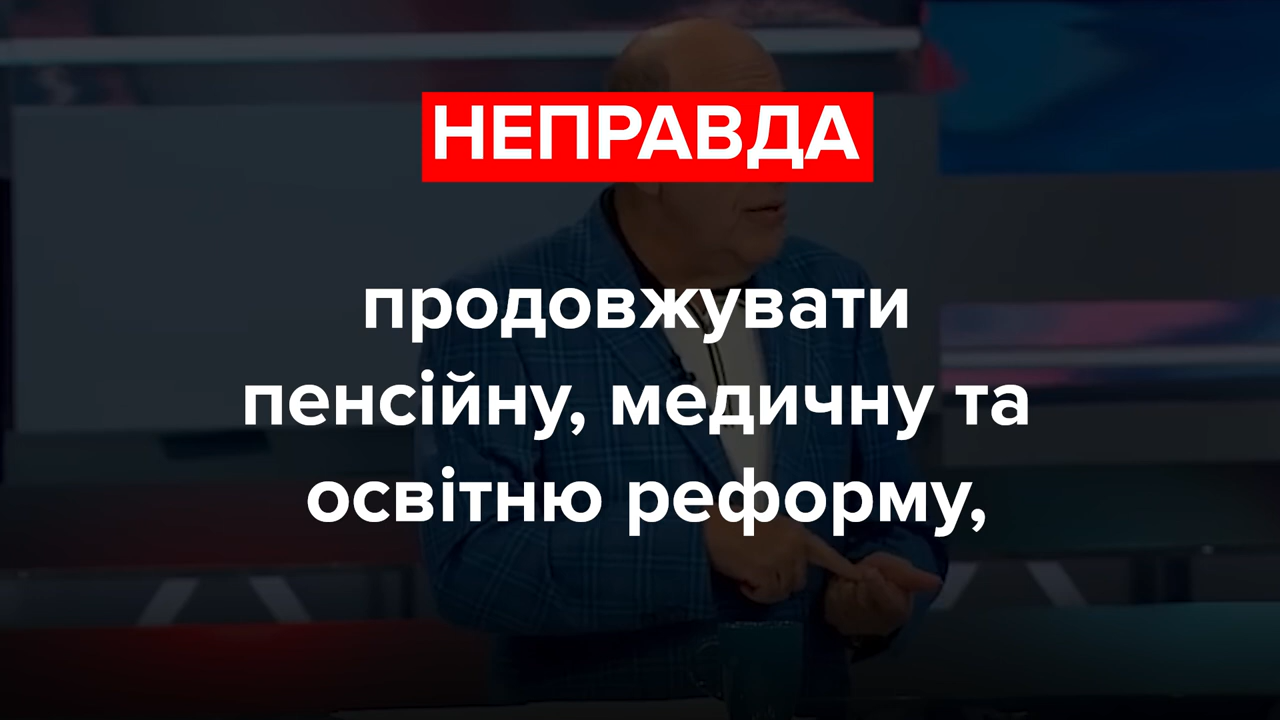 НЕПРАВДА
продовжувати
пенсійну, медичну та
освітню реформу,